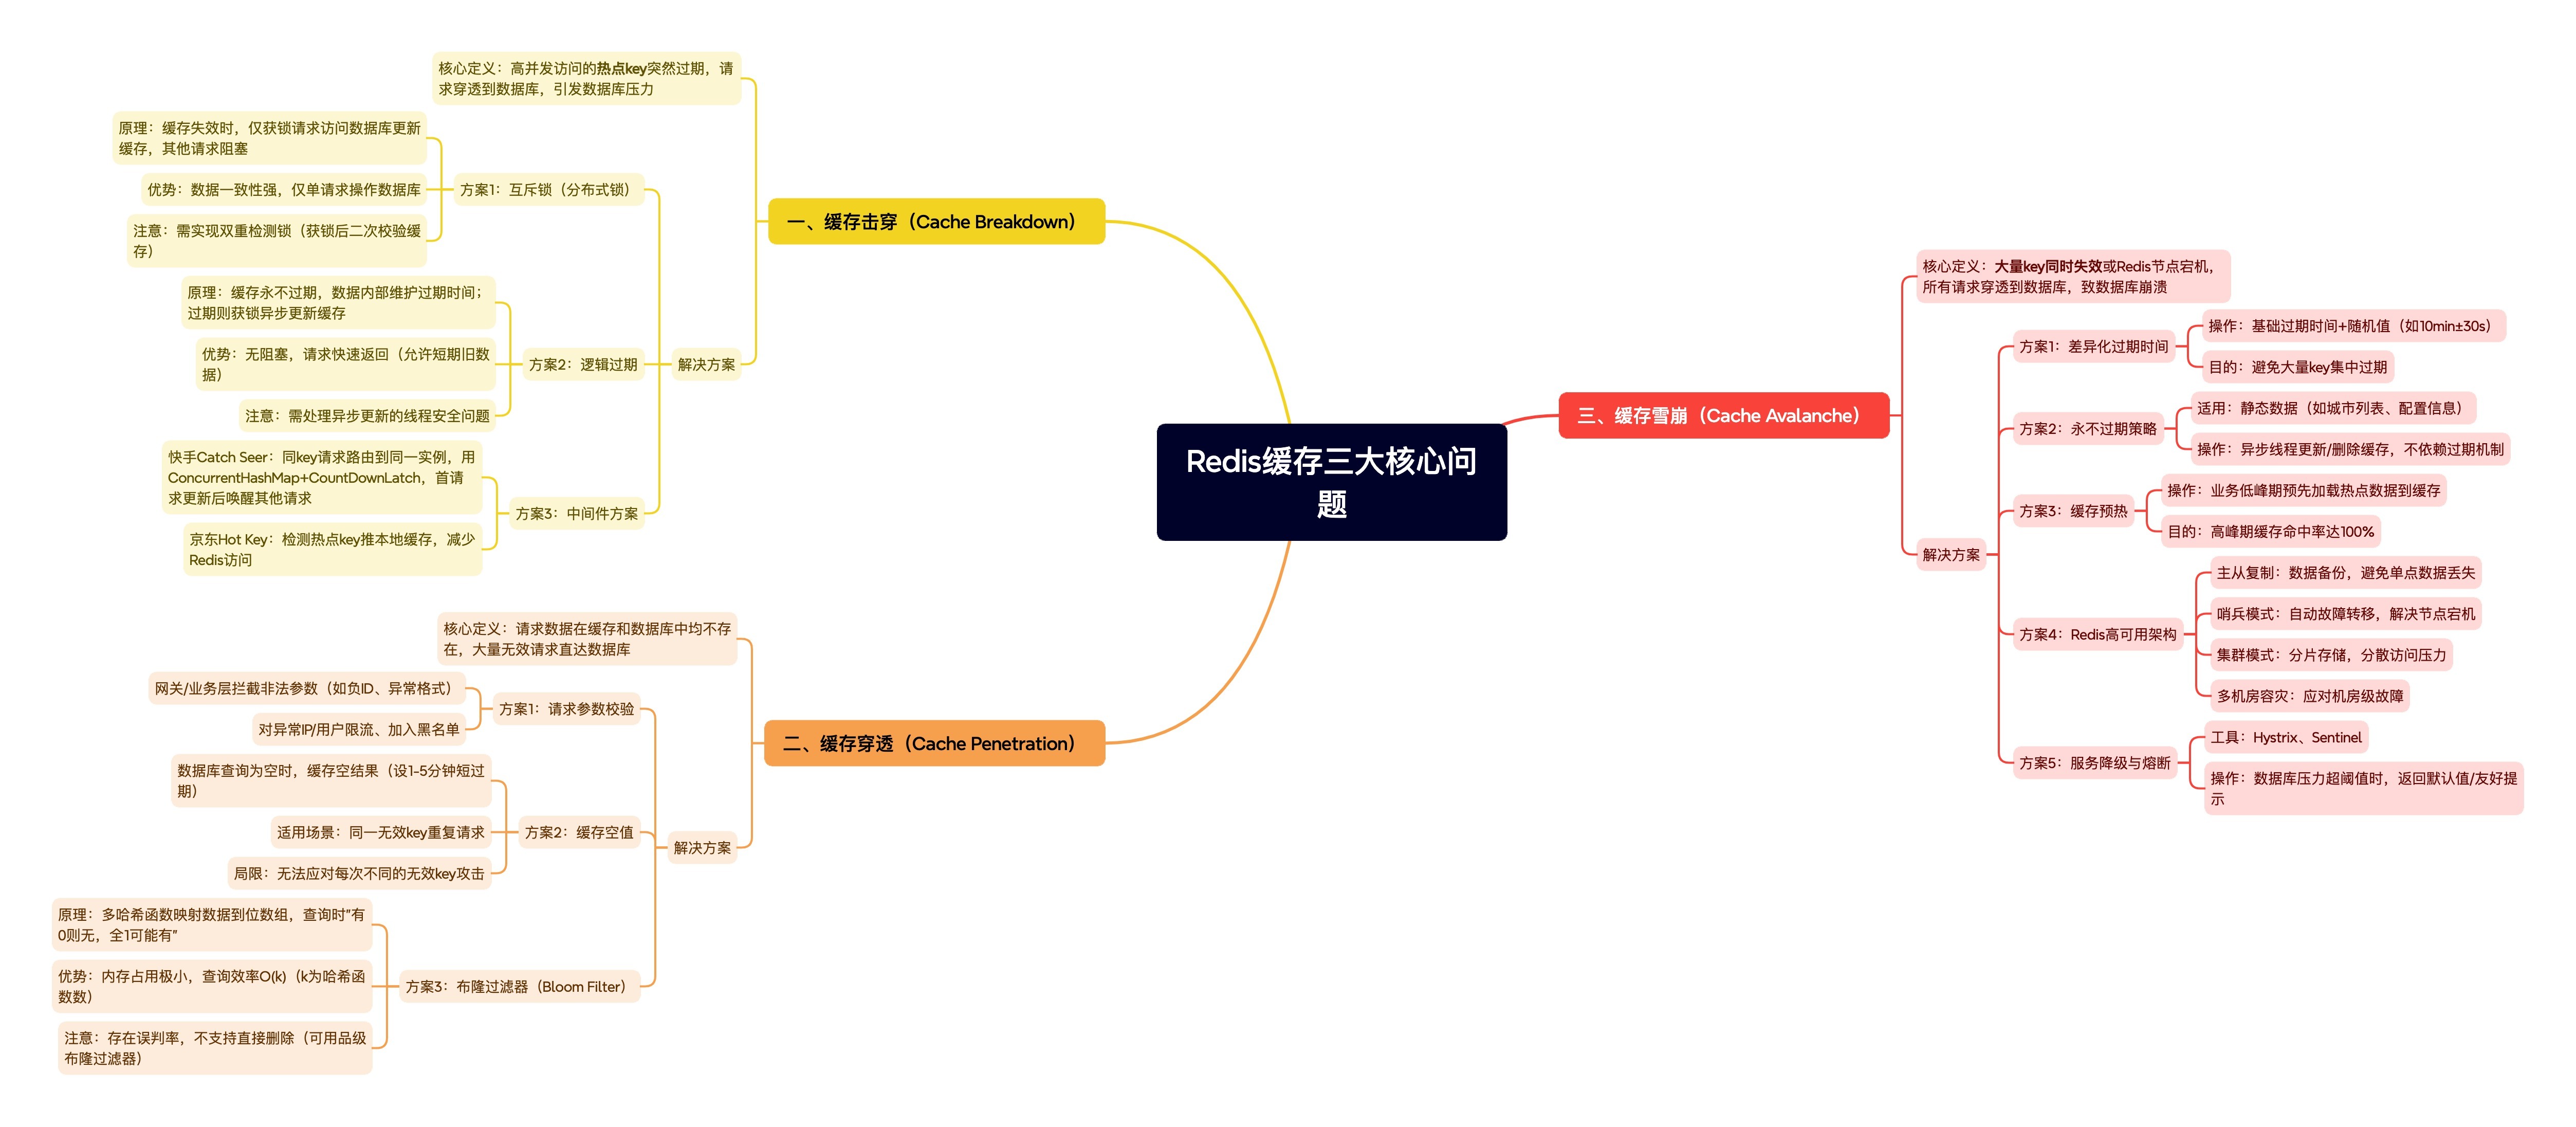 Redis缓存三大核心问
题
一、缓存击穿（Cache Breakdown）
核心定义：高并发访问的热点key突然过期，请
求穿透到数据库，引发数据库压力
解决方案
方案1：互斥锁（分布式锁）
原理：缓存失效时，仅获锁请求访问数据库更新
缓存，其他请求阻塞
优势：数据一致性强，仅单请求操作数据库
注意：需实现双重检测锁（获锁后二次校验缓
存）
方案2：逻辑过期
原理：缓存永不过期，数据内部维护过期时间；
过期则获锁异步更新缓存
优势：无阻塞，请求快速返回（允许短期旧数
据）
注意：需处理异步更新的线程安全问题
方案3：中间件方案
快手Catch Seer：同key请求路由到同一实例，用
ConcurrentHashMap+CountDownLatch，首请
求更新后唤醒其他请求
京东Hot Key：检测热点key推本地缓存，减少
Redis访问
二、缓存穿透（Cache Penetration）
核心定义：请求数据在缓存和数据库中均不存
在，大量无效请求直达数据库
解决方案
方案1：请求参数校验
网关/业务层拦截非法参数（如负ID、异常格式）
对异常IP/用户限流、加入黑名单
方案2：缓存空值
数据库查询为空时，缓存空结果（设1-5分钟短过
期）
适用场景：同一无效key重复请求
局限：无法应对每次不同的无效key攻击
方案3：布隆过滤器（Bloom Filter）
原理：多哈希函数映射数据到位数组，查询时"有
0则无，全1可能有"
优势：内存占用极小，查询效率O(k)（k为哈希函
数数）
注意：存在误判率，不支持直接删除（可用品级
布隆过滤器）
三、缓存雪崩（Cache Avalanche）
核心定义：大量key同时失效或Redis节点宕机，
所有请求穿透到数据库，致数据库崩溃
解决方案
方案1：差异化过期时间
操作：基础过期时间+随机值（如10min±30s）
目的：避免大量key集中过期
方案2：永不过期策略
适用：静态数据（如城市列表、配置信息）
操作：异步线程更新/删除缓存，不依赖过期机制
方案3：缓存预热
操作：业务低峰期预先加载热点数据到缓存
目的：高峰期缓存命中率达100%
方案4：Redis高可用架构
主从复制：数据备份，避免单点数据丢失
哨兵模式：自动故障转移，解决节点宕机
集群模式：分片存储，分散访问压力
多机房容灾：应对机房级故障
方案5：服务降级与熔断
工具：Hystrix、Sentinel
操作：数据库压力超阈值时，返回默认值/友好提
示